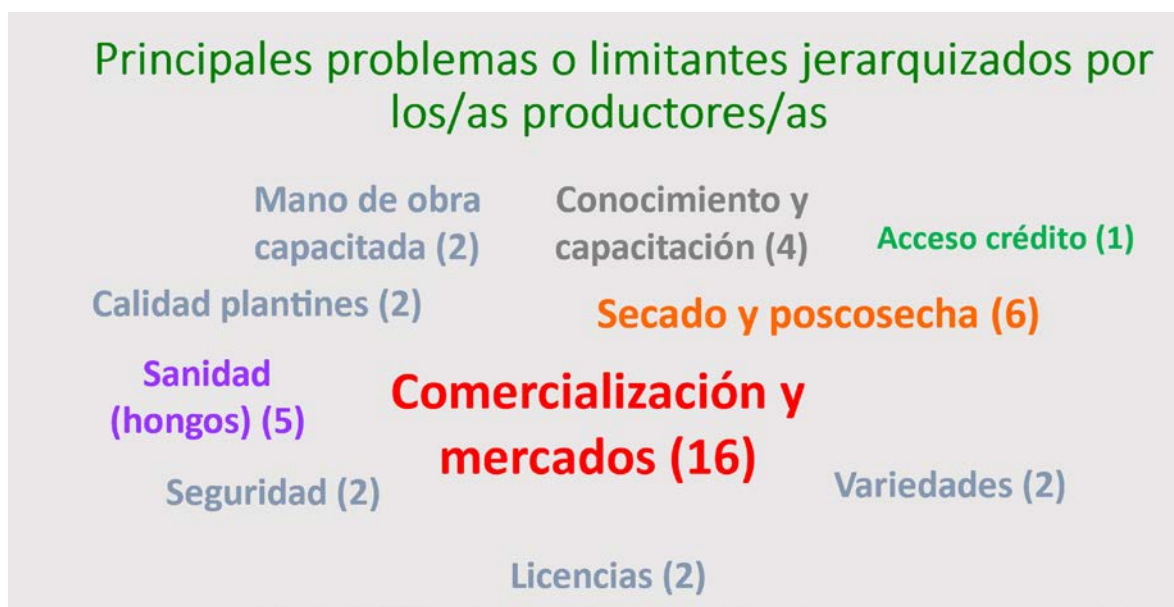 Principales problemas o limitantes jerarquizados por
los/as productores/as
Mano de obra
capacitada (2)
Conocimiento y
capacitación (4)
Acceso crédito (1)
Calidad plantines (2)
Secado y poscosecha (6)
Sanidad
(hongos) (5)
Comercialización y
mercados (16)
Seguridad (2)
Variedades (2)
Licencias (2)